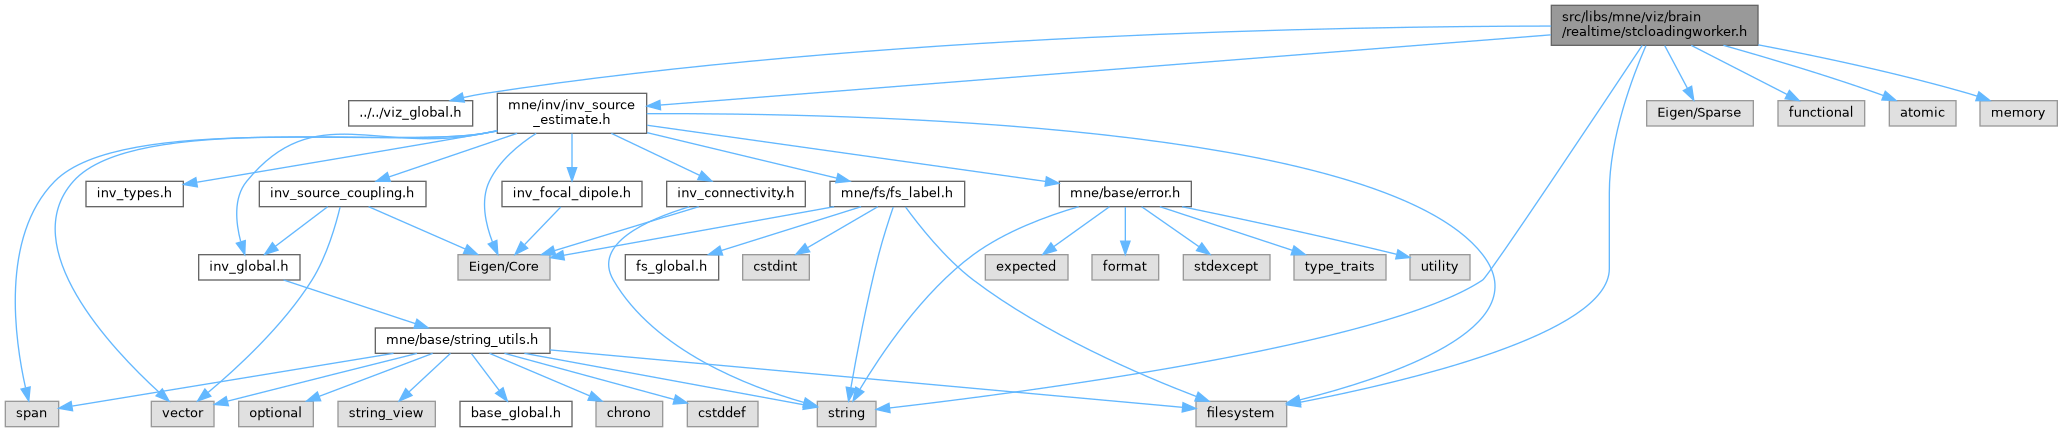 src/libs/mne/viz/brain
/realtime/stcloadingworker.h
../../viz_global.h
mne/inv/inv_source
_estimate.h
Eigen/Sparse
functional
atomic
memory
inv_types.h
inv_source_coupling.h
inv_focal_dipole.h
inv_connectivity.h
mne/fs/fs_label.h
mne/base/error.h
inv_global.h
Eigen/Core
fs_global.h
cstdint
expected
format
stdexcept
type_traits
utility
mne/base/string_utils.h
span
vector
optional
string_view
base_global.h
chrono
cstddef
string
filesystem